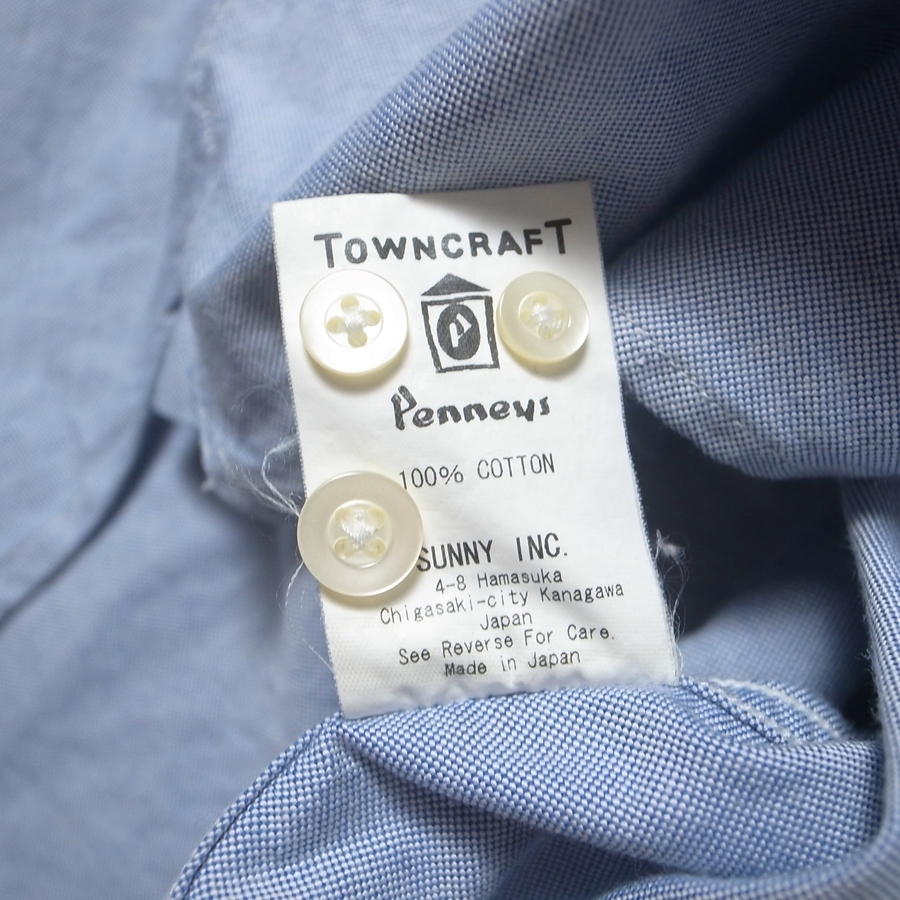 TOWNCRAFT
P
Penneys
100% COTTON
SUNNY INC.
4-8 Hamasuka
Chigasaki-city Kanagawa
Japan
See Reverse For Care.
Made in Japan